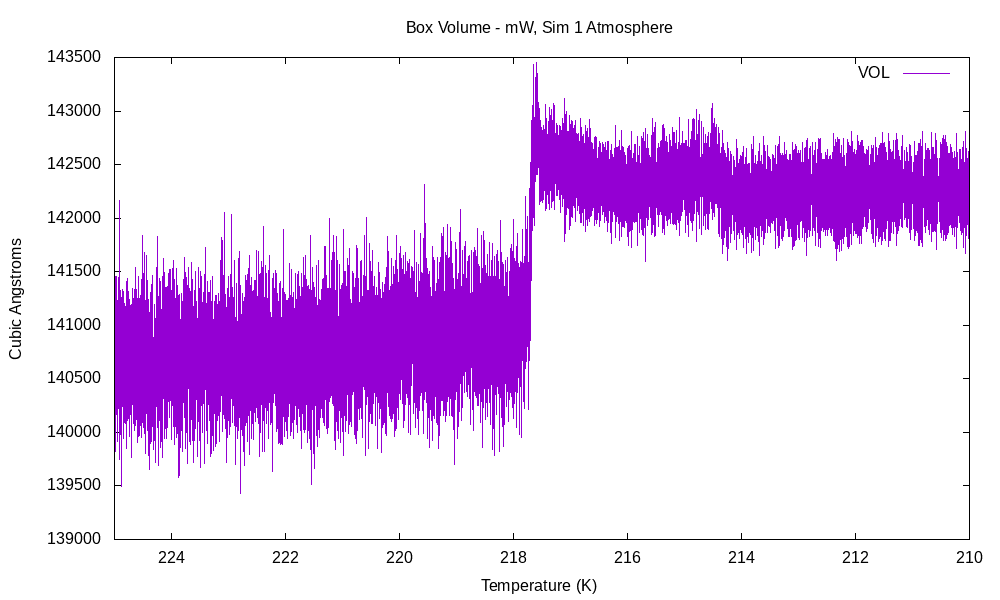 Box Volume - mW, Sim 1 Atmosphere
VOL
143500
143000
142500
142000
141500
141000
140500
140000
139500
139000
Cubic Angstroms
224 222 220 218 216 214 212 210
Temperature (K)